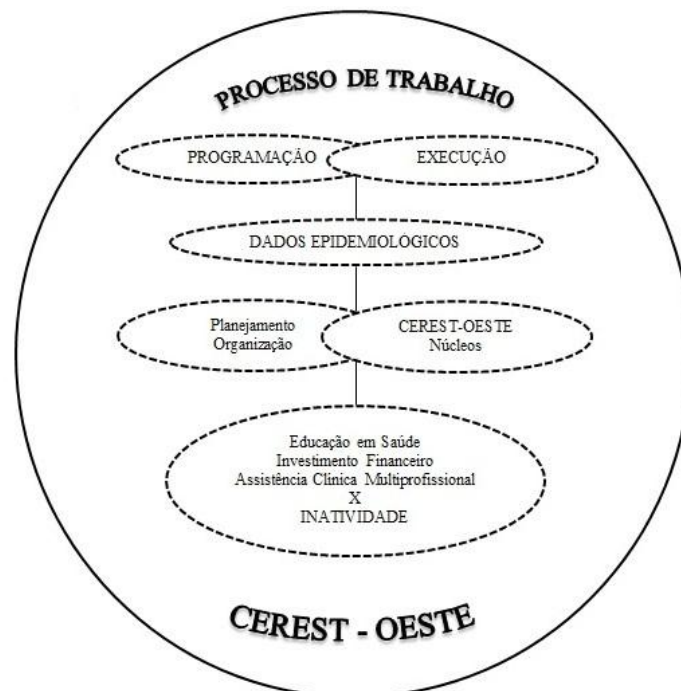 PROCESSO DE TRABALHO
PROGRAMAÇÃO
EXECUÇÃO
DADOS EPIDEMIOLÓGICOS
Planejamento
Organização
CEREST-OESTE
Núcleos
Educação em Saúde
Investimento Financeiro
Assistência Clínica Multiprofissional
X
INATIVIDADE
CEREST - OESTE